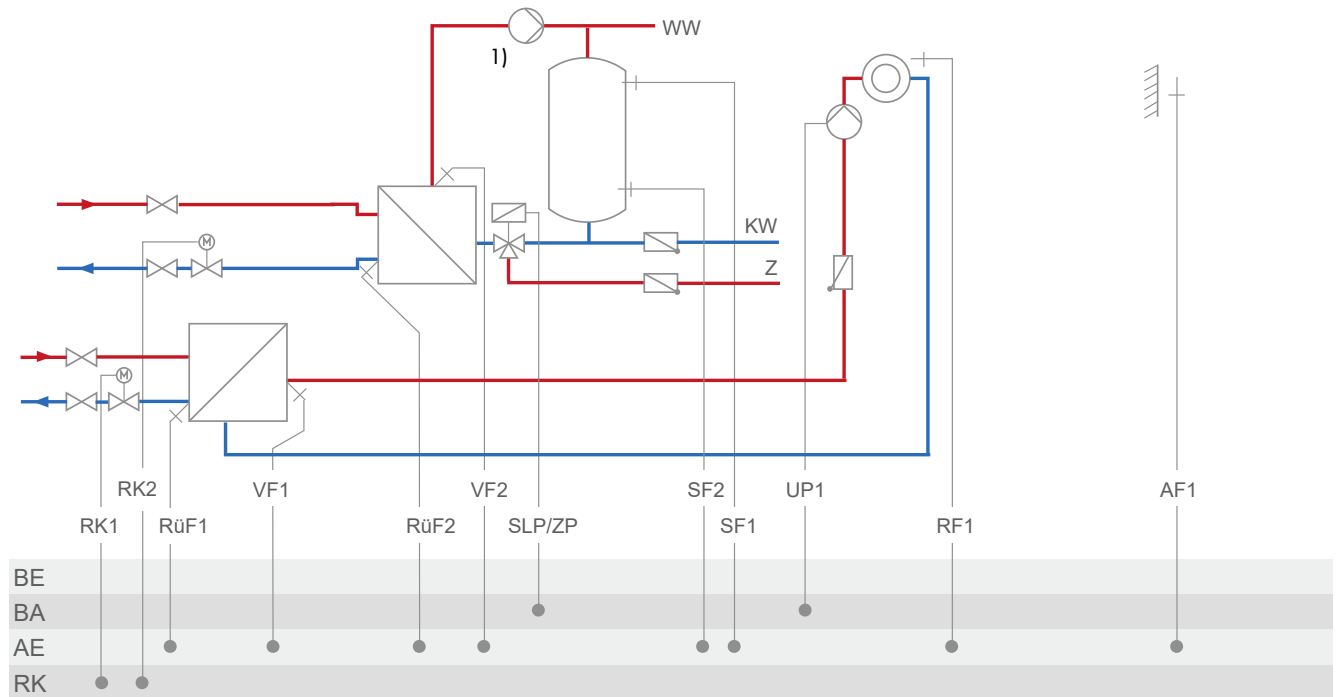 WW
1)
KW
M
Z
M
RK2 VF1 VF2 SF2 UP1 AF1
RK1 RüF1 RüF2 SLP/ZP SF1 RF1
BE
BA
AE
RK